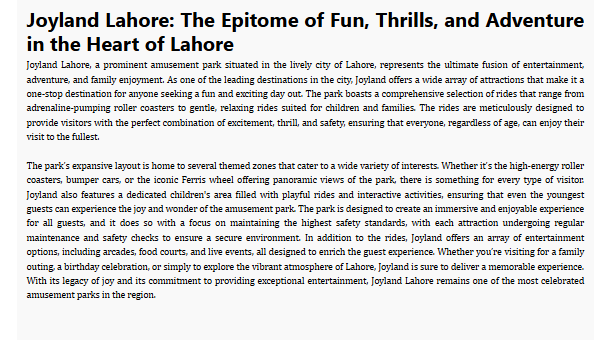 Joyland Lahore: The Epitome of Fun, Thrills, and Adventure
in the Heart of Lahore
Joyland Lahore, a prominent amusement park situated in the lively city of Lahore, represents the ultimate fusion of entertainment,
adventure, and family enjoyment. As one of the leading destinations in the city, Joyland offers a wide array of attractions that make it a
one-stop destination for anyone seeking a fun and exciting day out. The park boasts a comprehensive selection of rides that range from
adrenaline-pumping roller coasters to gentle, relaxing rides suited for children and families. The rides are meticulously designed to
provide visitors with the perfect combination of excitement, thrill, and safety, ensuring that everyone, regardless of age, can enjoy their
visit to the fullest.
The park's expansive layout is home to several themed zones that cater to a wide variety of interests. Whether it's the high-energy roller
coasters, bumper cars, or the iconic Ferris wheel offering panoramic views of the park, there is something for every type of visitor.
Joyland also features a dedicated children's area filled with playful rides and interactive activities, ensuring that even the youngest
guests can experience the joy and wonder of the amusement park. The park is designed to create an immersive and enjoyable experience
for all guests, and it does so with a focus on maintaining the highest safety standards, with each attraction undergoing regular
maintenance and safety checks to ensure a secure environment. In addition to the rides, Joyland offers an array of entertainment
options, including arcades, food courts, and live events, all designed to enrich the guest experience. Whether you're visiting for a family
outing, a birthday celebration, or simply to explore the vibrant atmosphere of Lahore, Joyland is sure to deliver a memorable experience.
With its legacy of joy and its commitment to providing exceptional entertainment, Joyland Lahore remains one of the most celebrated
amusement parks in the region.